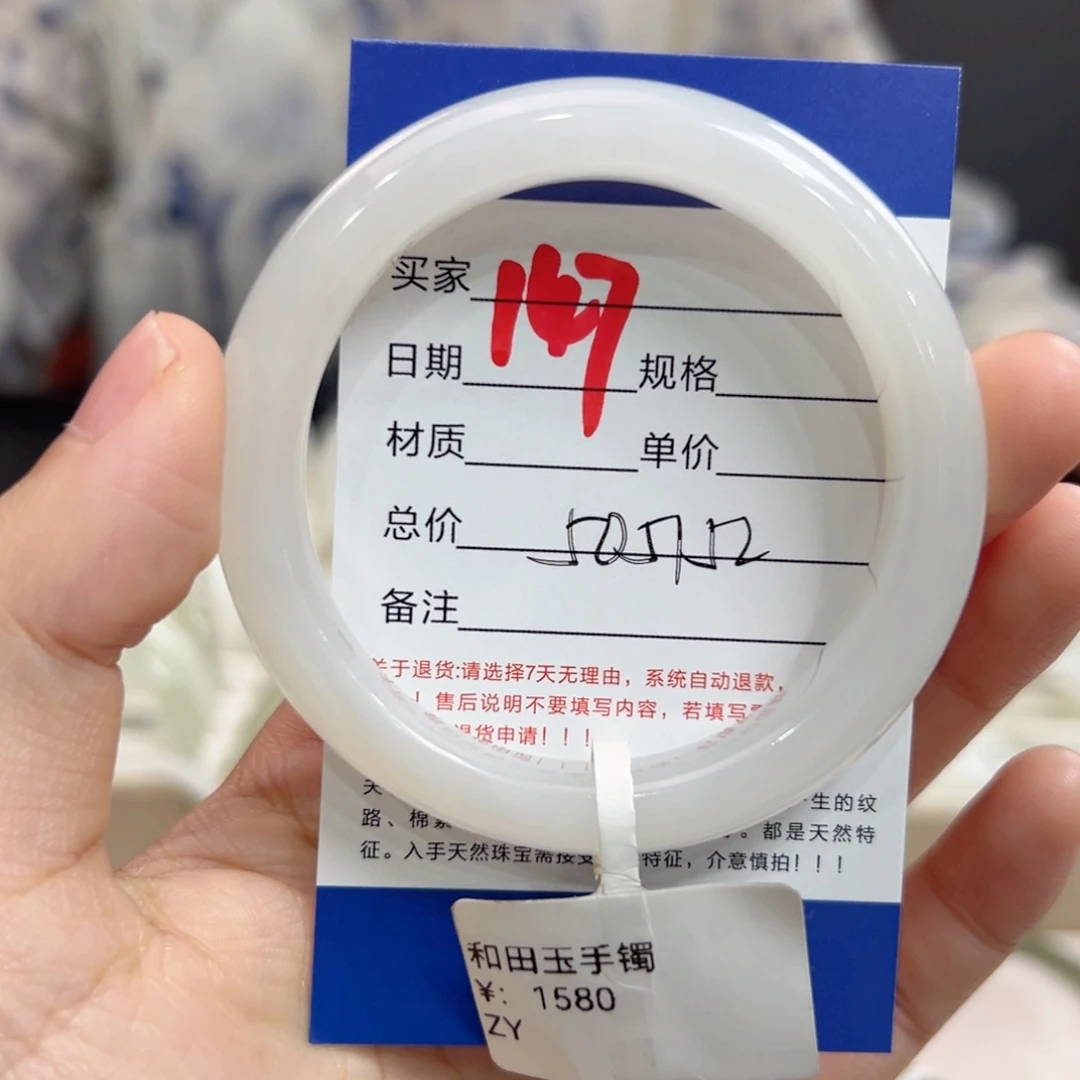 买家
日期 规格
材质 单价
总价
备注
关于退货:请选择7天无理由，系统自动退款，
！售后说明不要填写内容，若填写
退货申请！！！
天 生的纹
路、棉 。都是天然特
征。入手天然珠宝需接受 特征，介意慎拍！！！
和田玉手镯
¥: 1580
ZY